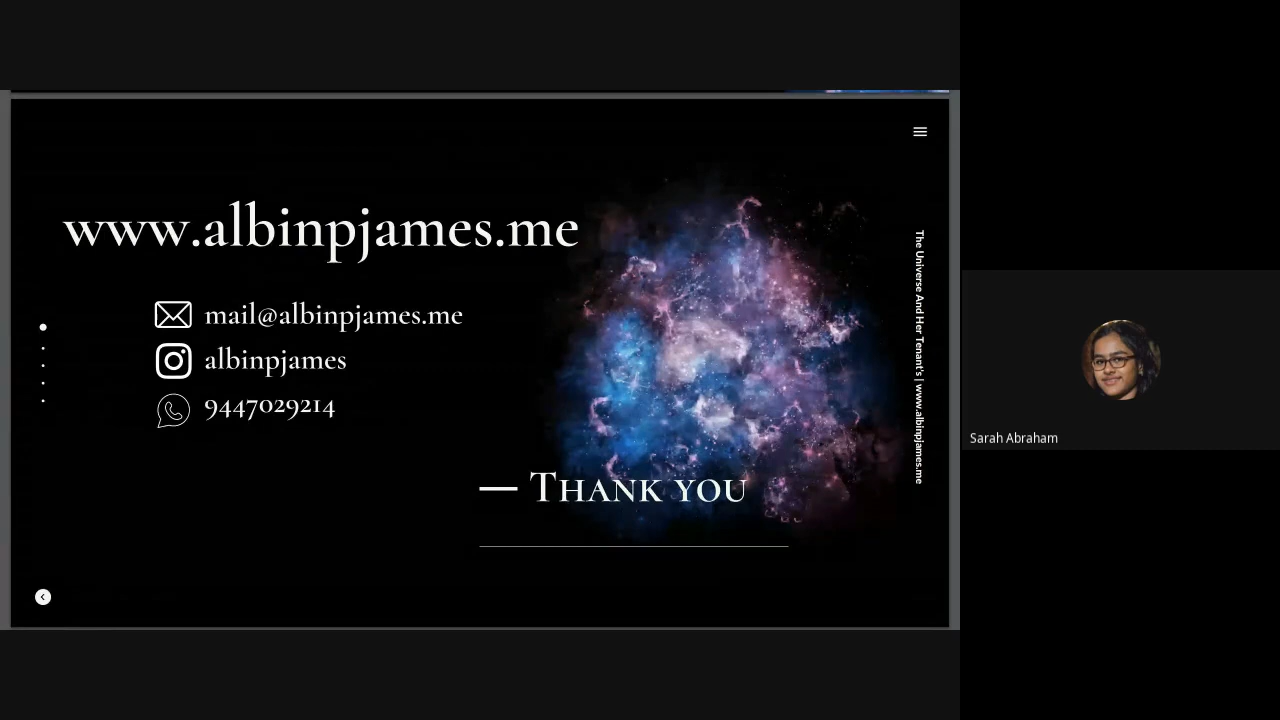 www.albinpjames.me
mail@albinpjames.me
albinpjames
9447029214
— Thank you
The Universe And Her Tenant's | www.albinpjames.me
Sarah Abraham